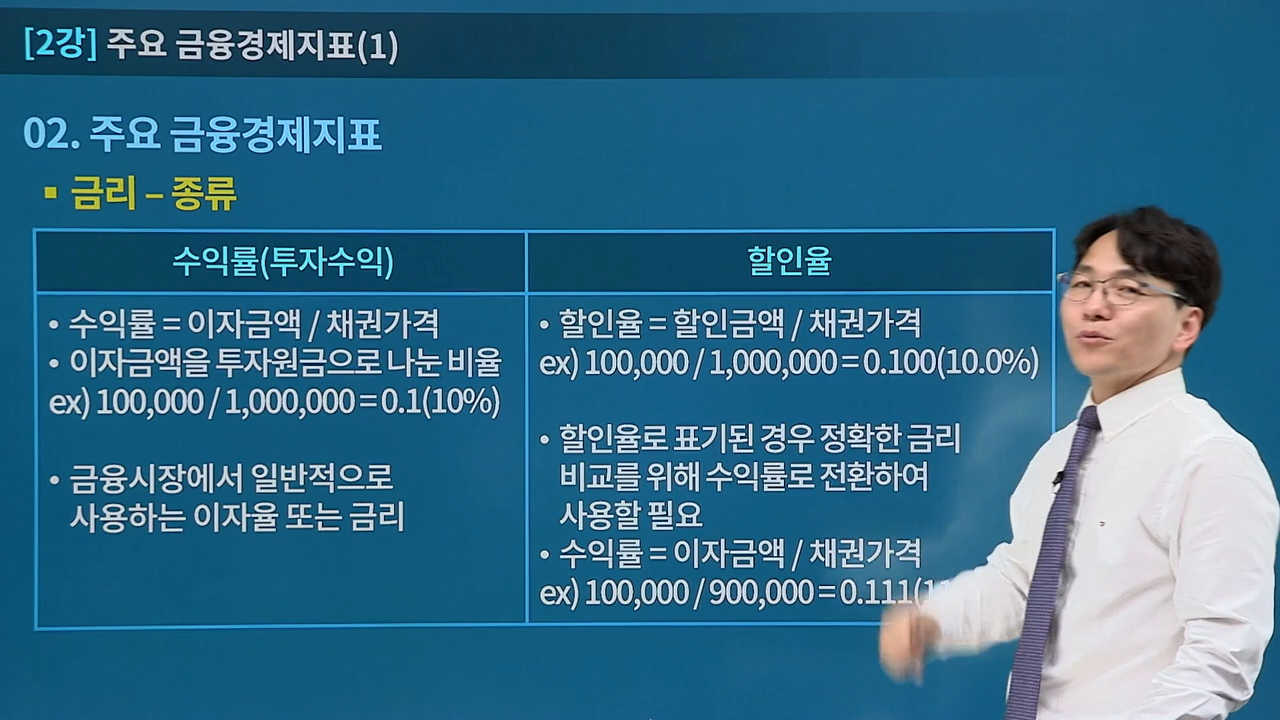 [2강] 주요 금융경제지표(1)
02. 주요 금융경제지표
▪ 금리 – 종류
수익률(투자수익)
• 수익률 = 이자금액 / 채권가격
• 이자금액을 투자원금으로 나눈 비율
ex) 100,000 / 1,000,000 = 0.1(10%)
• 금융시장에서 일반적으로
사용하는 이자율 또는 금리
할인율
• 할인율 = 할인금액 / 채권가격
ex) 100,000 / 1,000,000 = 0.100(10.0%)
• 할인율로 표기된 경우 정확한 금리
비교를 위해 수익률로 전환하여
사용할 필요
• 수익률 = 이자금액 / 채권가격
ex) 100,000 / 900,000 = 0.111